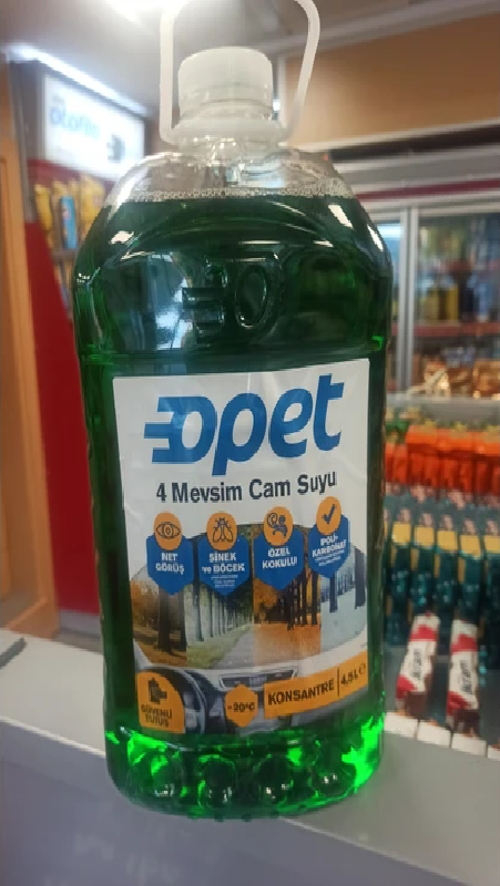 opet
4 Mevsim Cam Suyu
NET
GÖRÜŞ
SİNEK
ve BÖCEK
ÖZEL
KOKULU
POLİ-
KARBONAT
GÜVENLİ
TUTUŞ
-20°C
KONSANTRE 4,5L